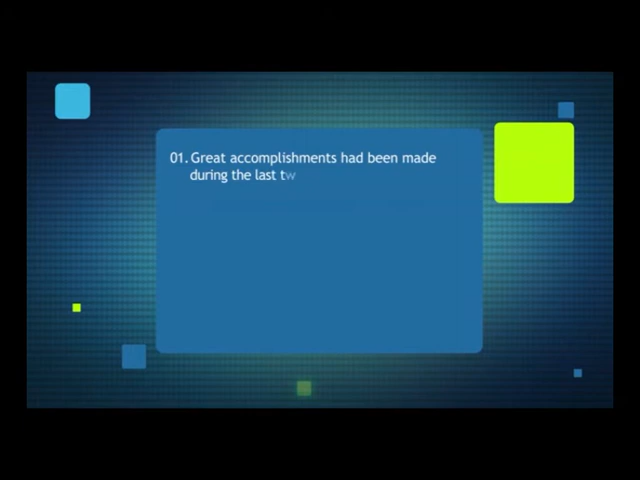 01. Great accomplishments had been made
during the last tw